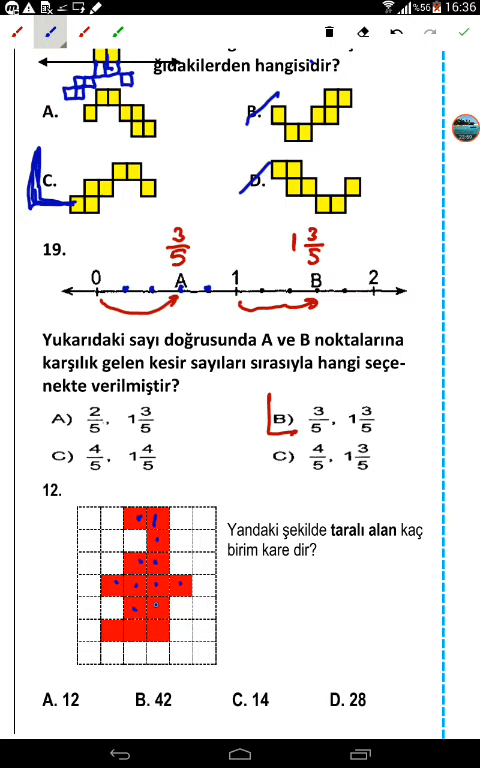 %56 16:36
ğıdakilerden hangisidir?
A. B.
C. D.
19.
3/5 1 3/5
0 A 1 B 2
Yukarıdaki sayı doğrusunda A ve B noktalarına
karşılık gelen kesir sayıları sırasıyla hangi seçe-
nekte verilmiştir?
A) 2/5, 1 3/5 B) 3/5, 1 3/5
C) 4/5, 1 4/5 C) 4/5, 1 3/5
12.
Yandaki şekilde taralı alan kaç
birim kare dir?
A. 12 B. 42 C. 14 D. 28